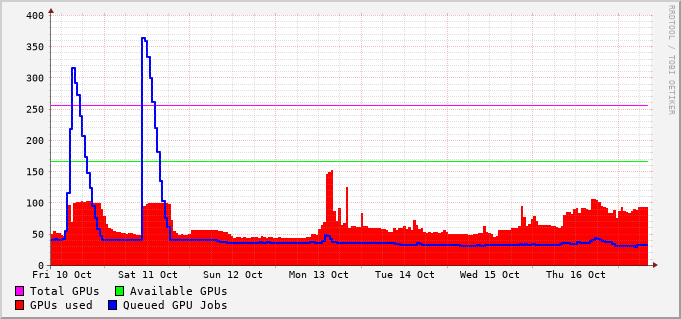 400
350
300
250
200
150
100
50
0
Fri 10 Oct Sat 11 Oct Sun 12 Oct Mon 13 Oct Tue 14 Oct Wed 15 Oct Thu 16 Oct
Total GPUs Available GPUs
GPUs used Queued GPU Jobs
RRDTOOL / TOBI OETIKER